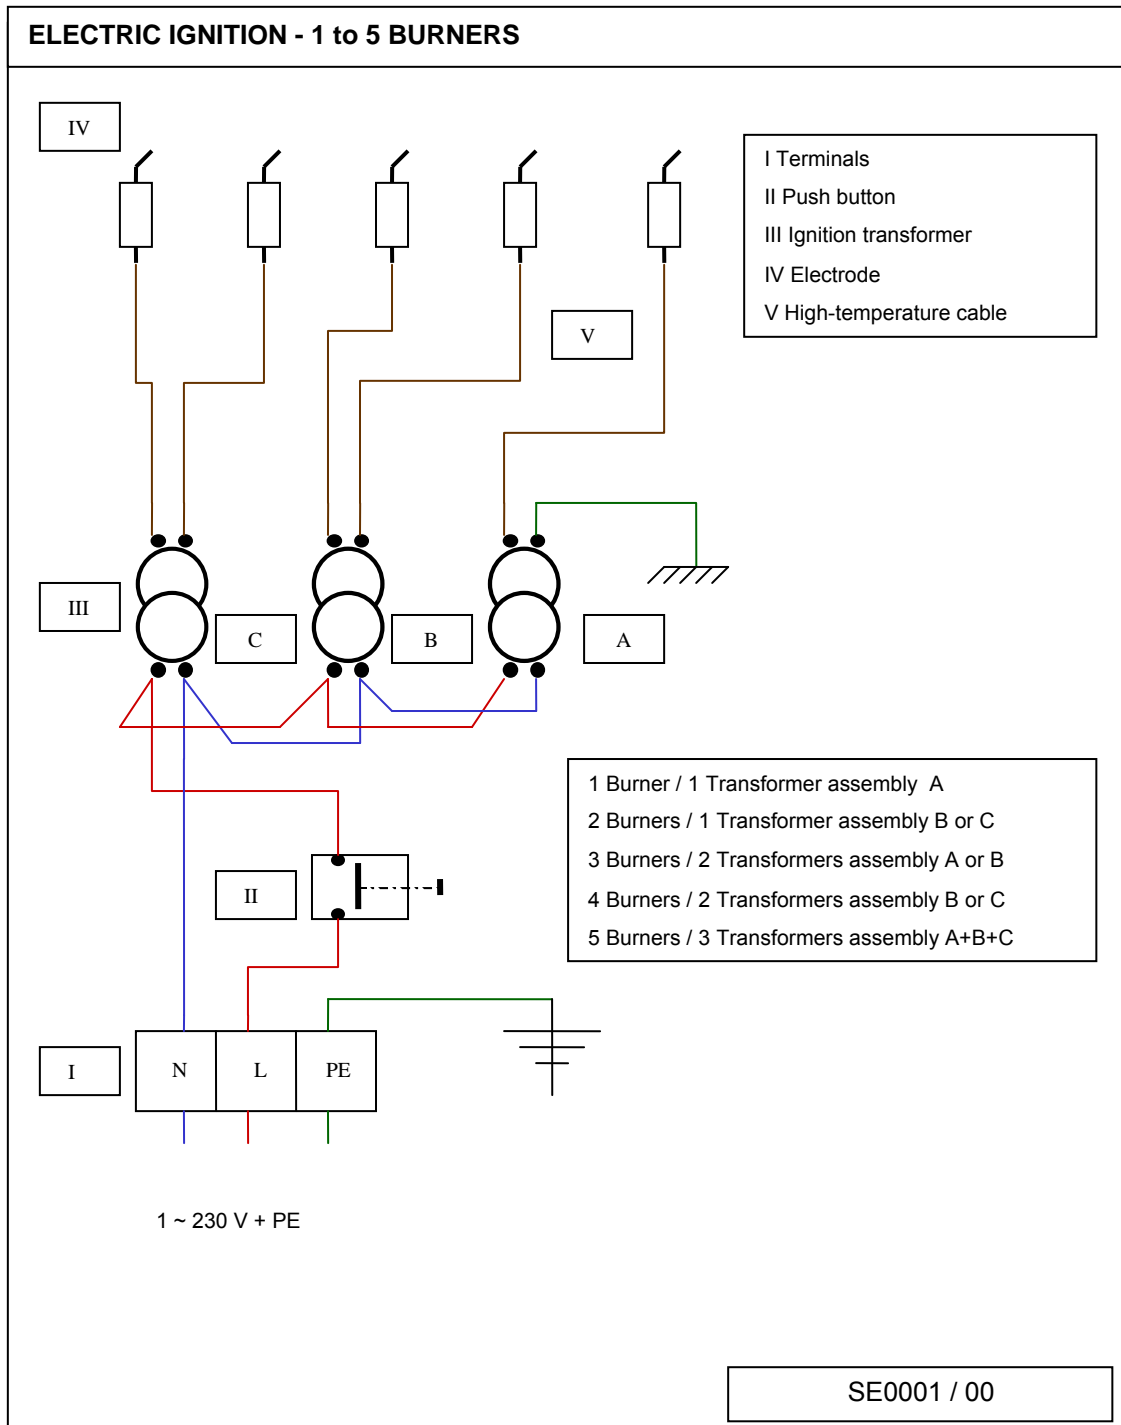 ELECTRIC IGNITION - 1 to 5 BURNERS
IV
I Terminals
II Push button
III Ignition transformer
IV Electrode
V High-temperature cable
V
III
C
B
A
1 Burner / 1 Transformer assembly A
2 Burners / 1 Transformer assembly B or C
3 Burners / 2 Transformers assembly A or B
4 Burners / 2 Transformers assembly B or C
5 Burners / 3 Transformers assembly A+B+C
II
I
N
L
PE
1 ~ 230 V + PE
SE0001 / 00